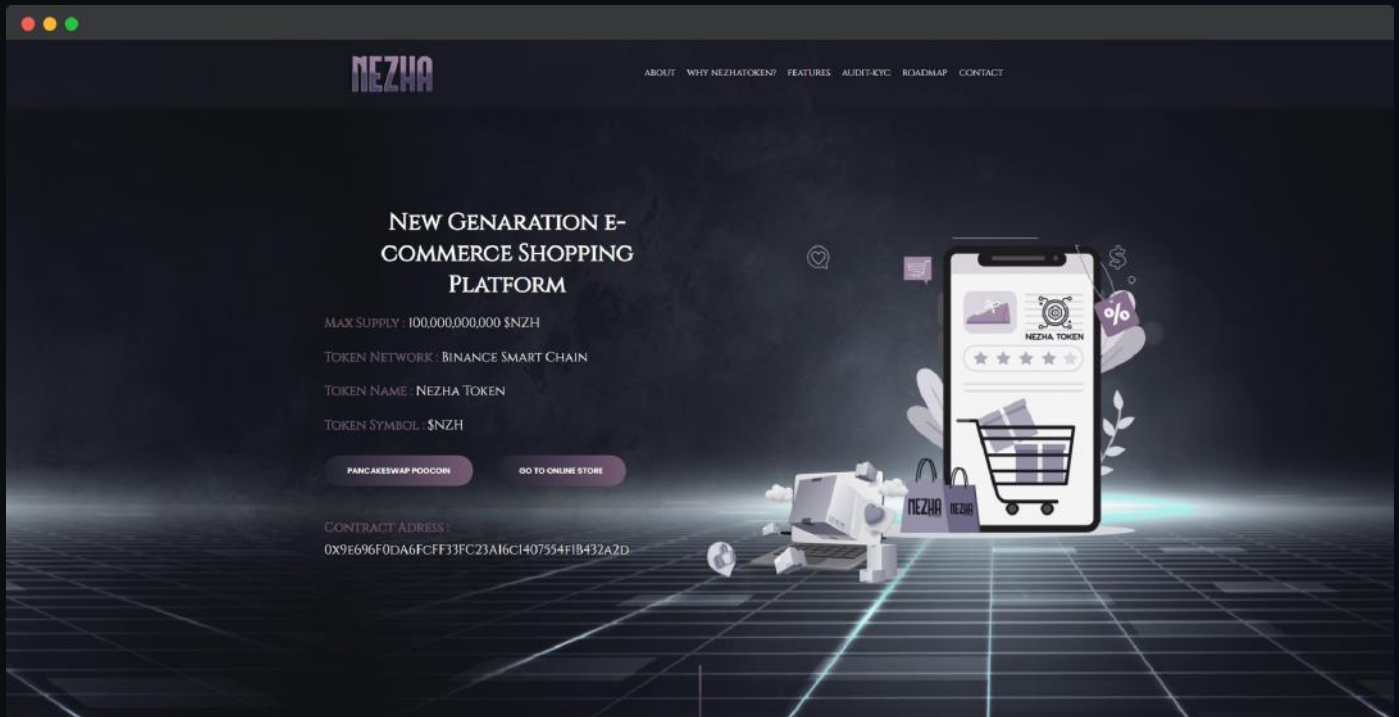 NEZHA
ABOUT WHY NEZHATOKEN? FEATURES AUDIT-KYC ROADMAP CONTACT
New Genaration e-
commerce Shopping
Platform
Max Supply : 100,000,000,000 $NZH
Token Network : Binance Smart Chain
Token Name : Nezha Token
Token Symbol : $NZH
PANCAKESWAP POOCOIN GO TO ONLINE STORE
Contract Adress :
0x9e696f0da6fcff33fc23a16c1407554f1b432a2d
%
NEZHA TOKEN
NEZHA NEZHA